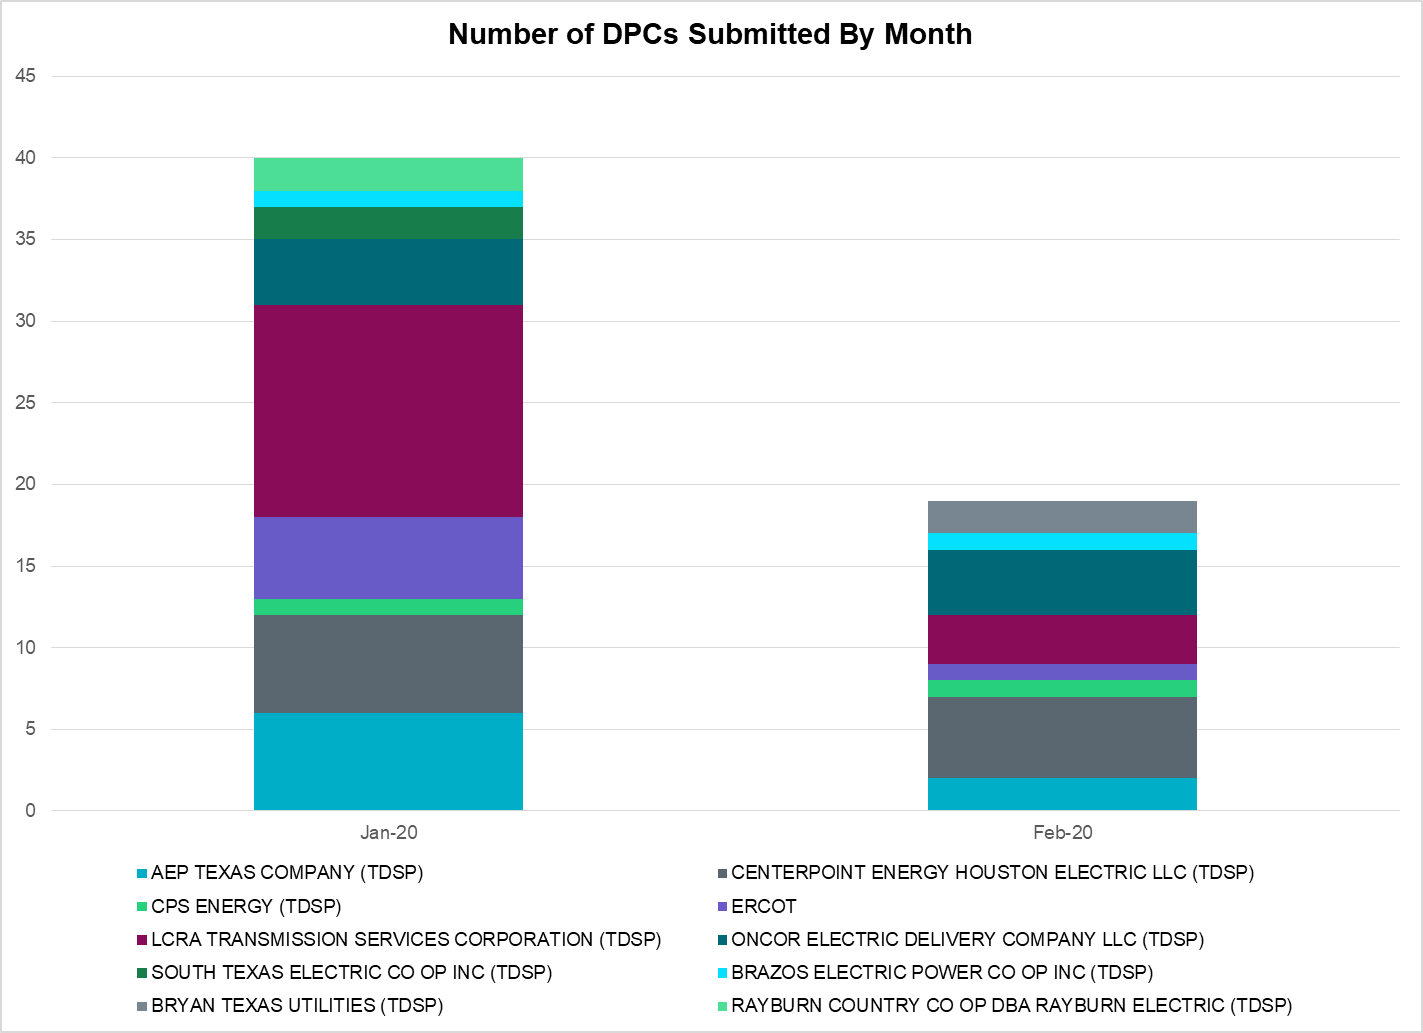 Number of DPCs Submitted By Month
45
40
35
30
25
20
15
10
5
0
Jan-20 Feb-20
AEP TEXAS COMPANY (TDSP) CENTERPOINT ENERGY HOUSTON ELECTRIC LLC (TDSP)
CPS ENERGY (TDSP) ERCOT
LCRA TRANSMISSION SERVICES CORPORATION (TDSP) ONCOR ELECTRIC DELIVERY COMPANY LLC (TDSP)
SOUTH TEXAS ELECTRIC CO OP INC (TDSP) BRAZOS ELECTRIC POWER CO OP INC (TDSP)
BRYAN TEXAS UTILITIES (TDSP) RAYBURN COUNTRY CO OP DBA RAYBURN ELECTRIC (TDSP)